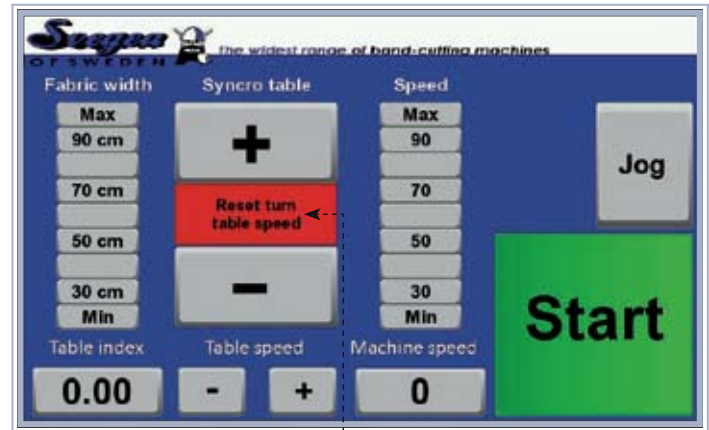 Svegea
OF SWEDEN
the widest range of band-cutting machines
Fabric width
Max
90 cm
70 cm
50 cm
30 cm
Min
Syncro table
+
Reset turn
table speed
-
Speed
Max
90
70
50
30
Min
Jog
Start
Table index
0.00
Table speed
- +
Machine speed
0